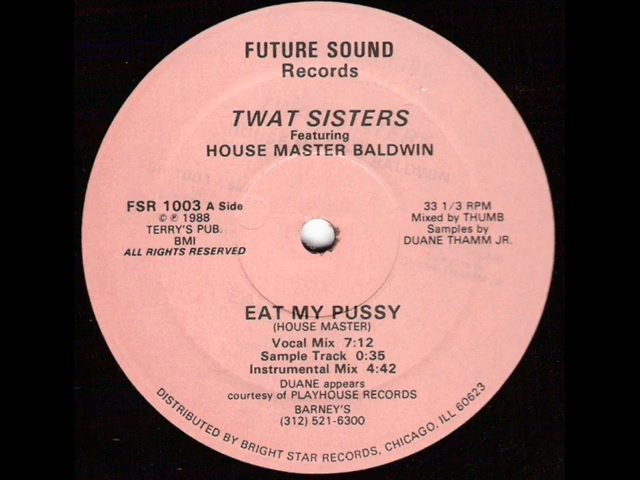 FUTURE SOUND
Records
TWAT SISTERS
Featuring
HOUSE MASTER BALDWIN
FSR 1003 A Side
© ℗ 1988
TERRY'S PUB.
BMI
ALL RIGHTS RESERVED
33 1/3 RPM
Mixed by THUMB
Samples by
DUANE THAMM JR.
EAT MY PUSSY
(HOUSE MASTER)
Vocal Mix 7:12
Sample Track 0:35
Instrumental Mix 4:42
DUANE appears
courtesy of PLAYHOUSE RECORDS
BARNEY'S
(312) 521-6300
DISTRIBUTED BY BRIGHT STAR RECORDS, CHICAGO, IL 60623